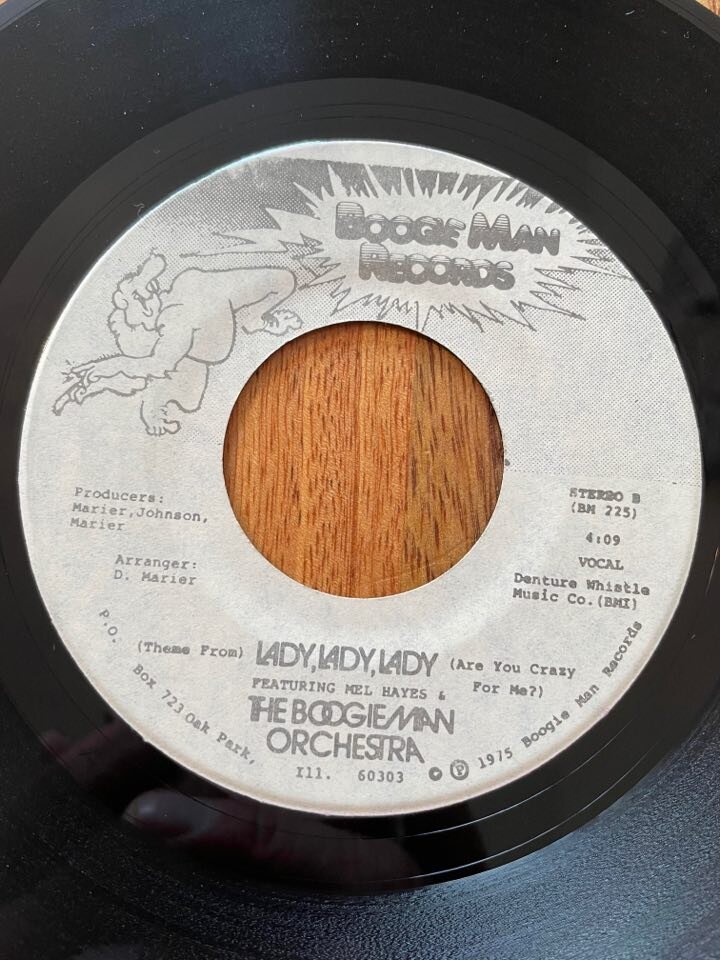 BOOGIE MAN
RECORDS
Producers:
Marier, Johnson,
Marier
Arranger:
D. Marier
STEREO B
(BM 225)
4:09
VOCAL
Denture Whistle
Music Co. (BMI)
(Theme From) LADY, LADY, LADY (Are You Crazy
For Me?)
FEATURING MEL HAYES &
THE BOOGIE MAN
ORCHESTRA
P.O. Box 723 Oak Park, Ill. 60303 © ℗ 1975 Boogie Man Records